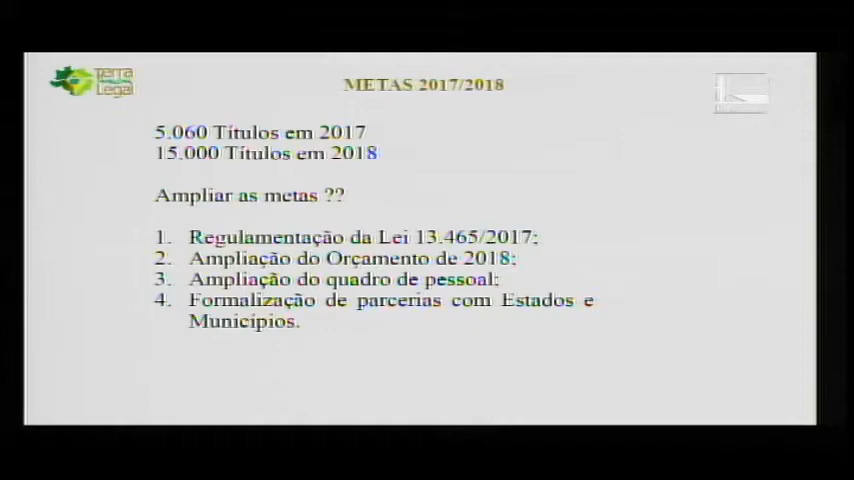 terra
legal
METAS 2017/2018
5.060 Títulos em 2017
15.000 Títulos em 2018
Ampliar as metas ??
1. Regulamentação da Lei 13.465/2017;
2. Ampliação do Orçamento de 2018;
3. Ampliação do quadro de pessoal;
4. Formalização de parcerias com Estados e
Municípios.